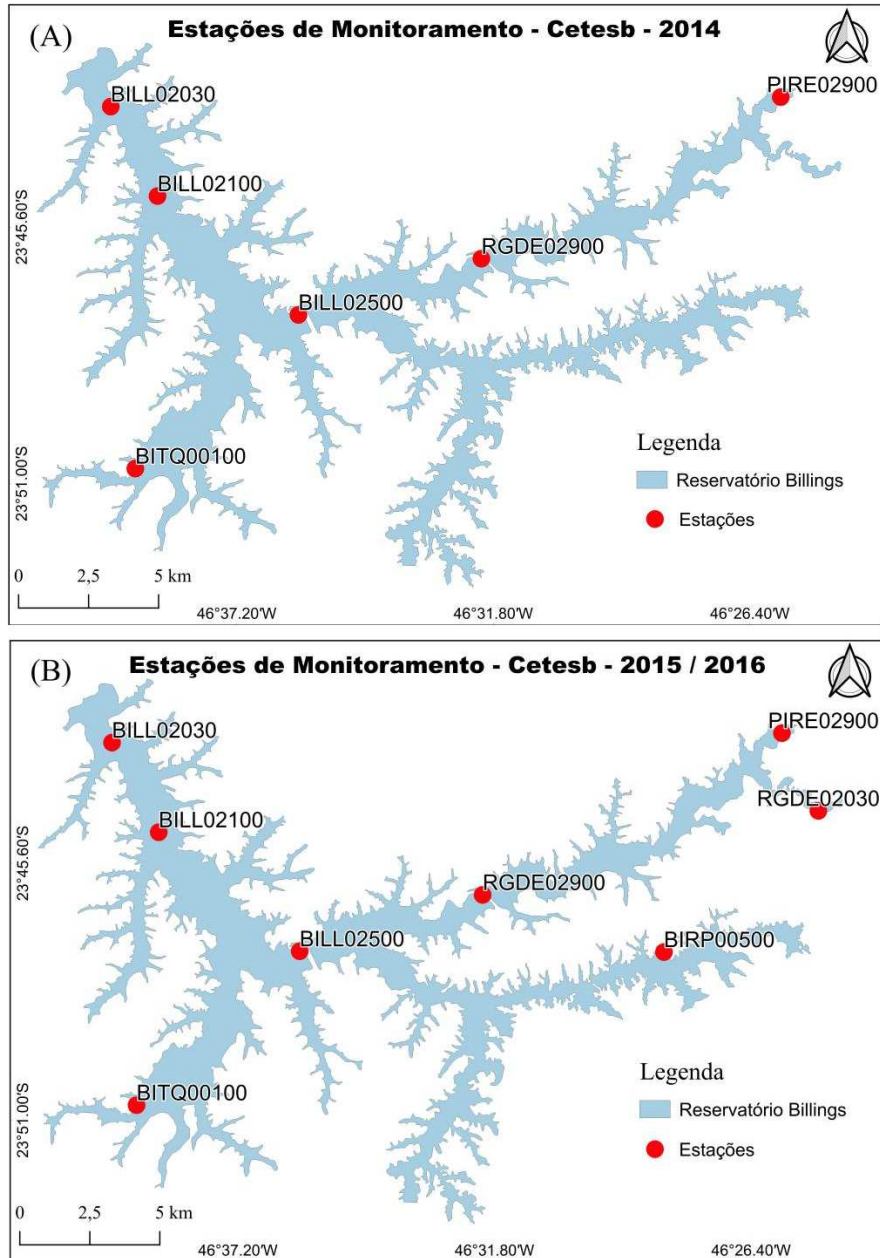 (A)
Estações de Monitoramento - Cetesb - 2014
PIRE02900
BILL02030
BILL02100
23°45.60'S
RGDE02900
BILL02500
BITQ00100
23°51.00'S
Legenda
Reservatório Billings
Estações
0 2,5 5 km
46°37.20'W 46°31.80'W 46°26.40'W
(B)
Estações de Monitoramento - Cetesb - 2015 / 2016
PIRE02900
BILL02030
RGDE02030
BILL02100
23°45.60'S
RGDE02900
BILL02500
BIRP00500
BITQ00100
23°51.00'S
Legenda
Reservatório Billings
Estações
0 2,5 5 km
46°37.20'W 46°31.80'W 46°26.40'W